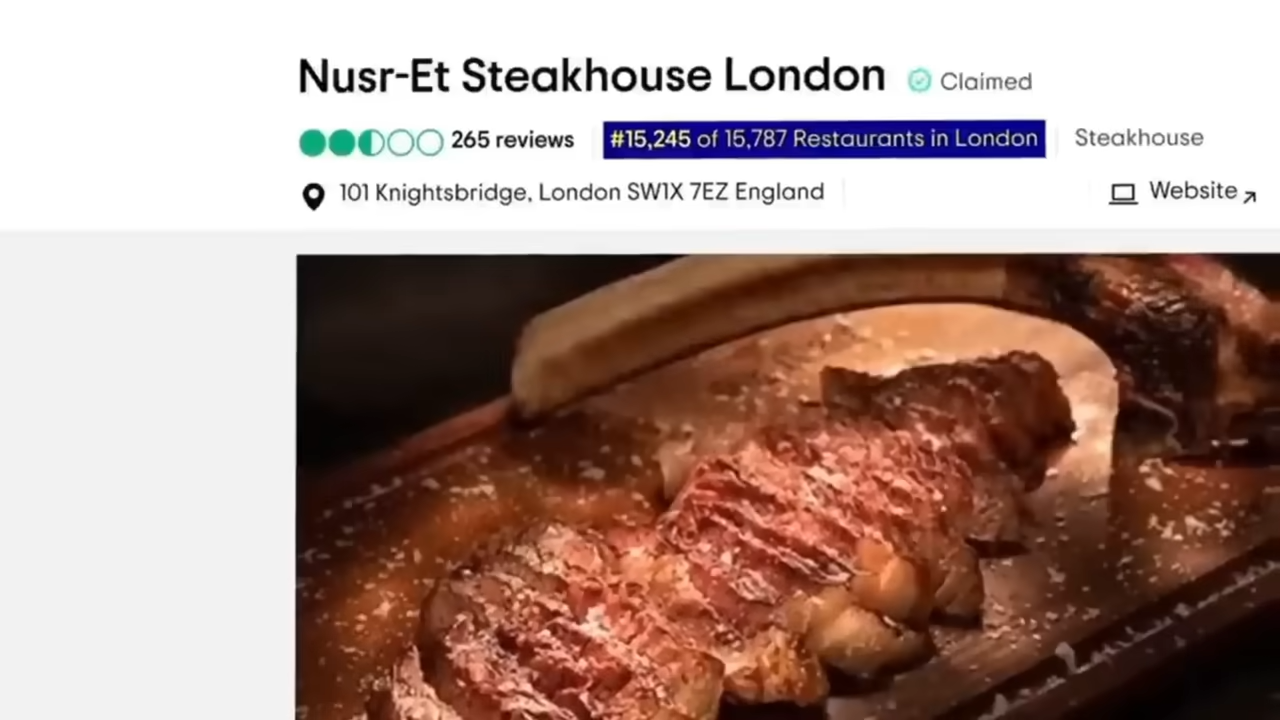 Nusr-Et Steakhouse London Claimed
265 reviews #15,245 of 15,787 Restaurants in London Steakhouse
101 Knightsbridge, London SW1X 7EZ England Website